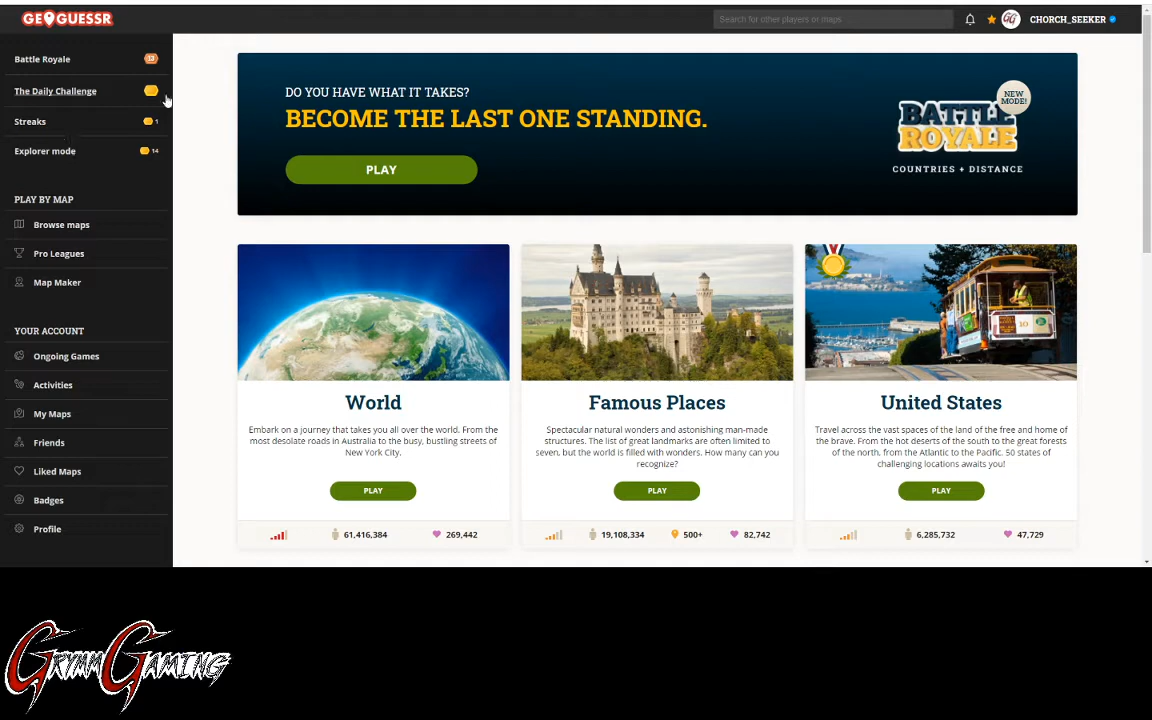 GEOGUESSR
Search for other players or maps
GG
CHORCH_SEEKER
Battle Royale
13
The Daily Challenge
Streaks
1
Explorer mode
14
PLAY BY MAP
Browse maps
Pro Leagues
Map Maker
YOUR ACCOUNT
Ongoing Games
Activities
My Maps
Friends
Liked Maps
Badges
Profile
DO YOU HAVE WHAT IT TAKES?
BECOME THE LAST ONE STANDING.
PLAY
NEW
MODE!
BATTLE
ROYALE
COUNTRIES + DISTANCE
World
Embark on a journey that takes you all over the world. From the
most desolate roads in Australia to the busy, bustling streets of
New York City.
PLAY
61,416,384
269,442
Famous Places
Spectacular natural wonders and astonishing man-made
structures. The list of great landmarks are often limited to
seven, but the world is filled with wonders. How many can you
recognize?
PLAY
19,108,334
500+
82,742
10
United States
Travel across the vast spaces of the land of the free and home of
the brave. From the hot deserts of the south to the great forests
of the north, from the Atlantic to the Pacific. 50 states of
challenging locations awaits you!
PLAY
6,285,732
47,729
GRYMMGAMING